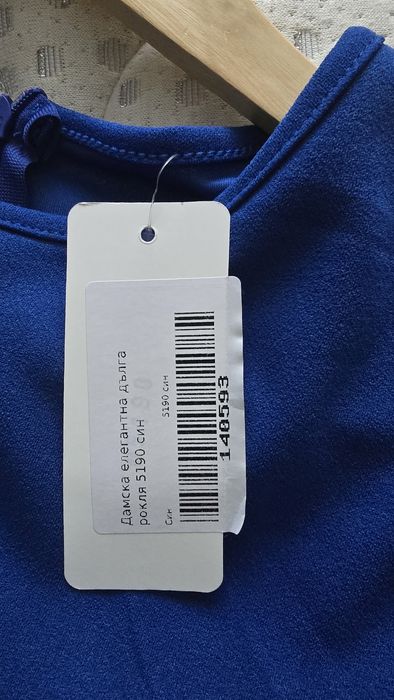 Дамска елегантна дълга
рокля 5190 син
5190 син
Син
140593